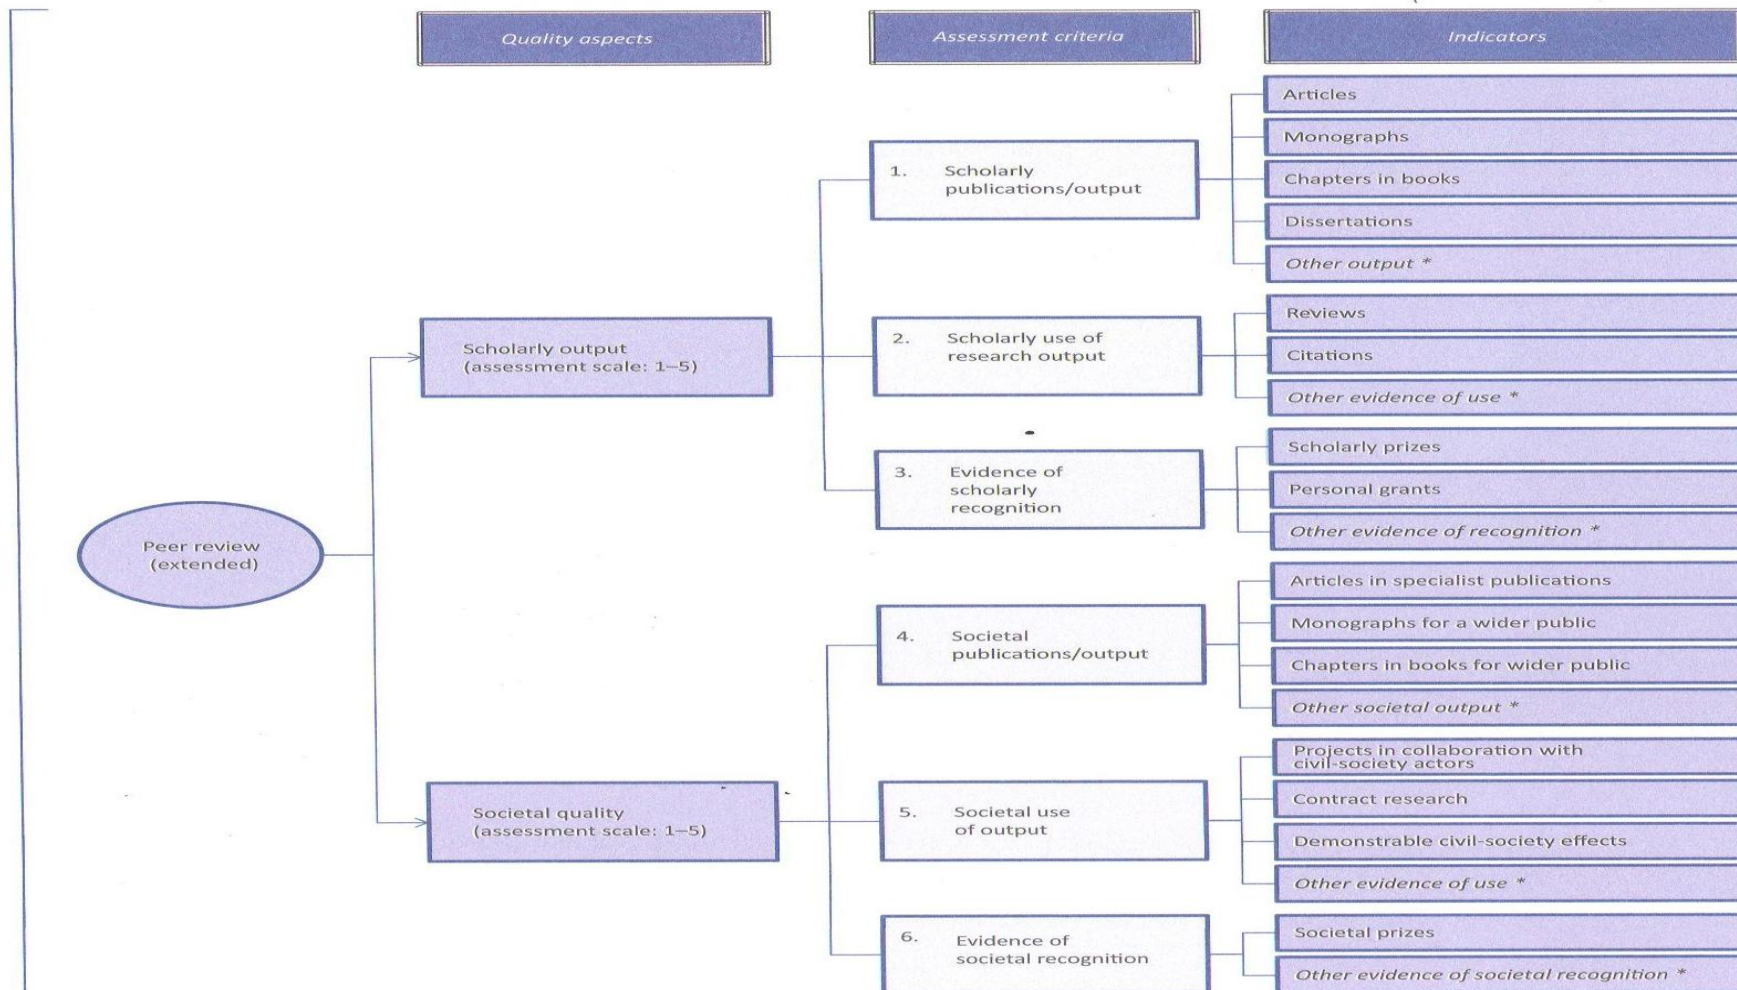 Quality aspects
Assessment criteria
Indicators
Peer review
(extended)
Scholarly output
(assessment scale: 1–5)
1. Scholarly
publications/output
Articles
Monographs
Chapters in books
Dissertations
Other output *
2. Scholarly use of
research output
Reviews
Citations
Other evidence of use *
3. Evidence of
scholarly
recognition
Scholarly prizes
Personal grants
Other evidence of recognition *
Societal quality
(assessment scale: 1–5)
4. Societal
publications/output
Articles in specialist publications
Monographs for a wider public
Chapters in books for wider public
Other societal output *
5. Societal use
of output
Projects in collaboration with
civil-society actors
Contract research
Demonstrable civil-society effects
Other evidence of use *
6. Evidence of
societal recognition
Societal prizes
Other evidence of societal recognition *